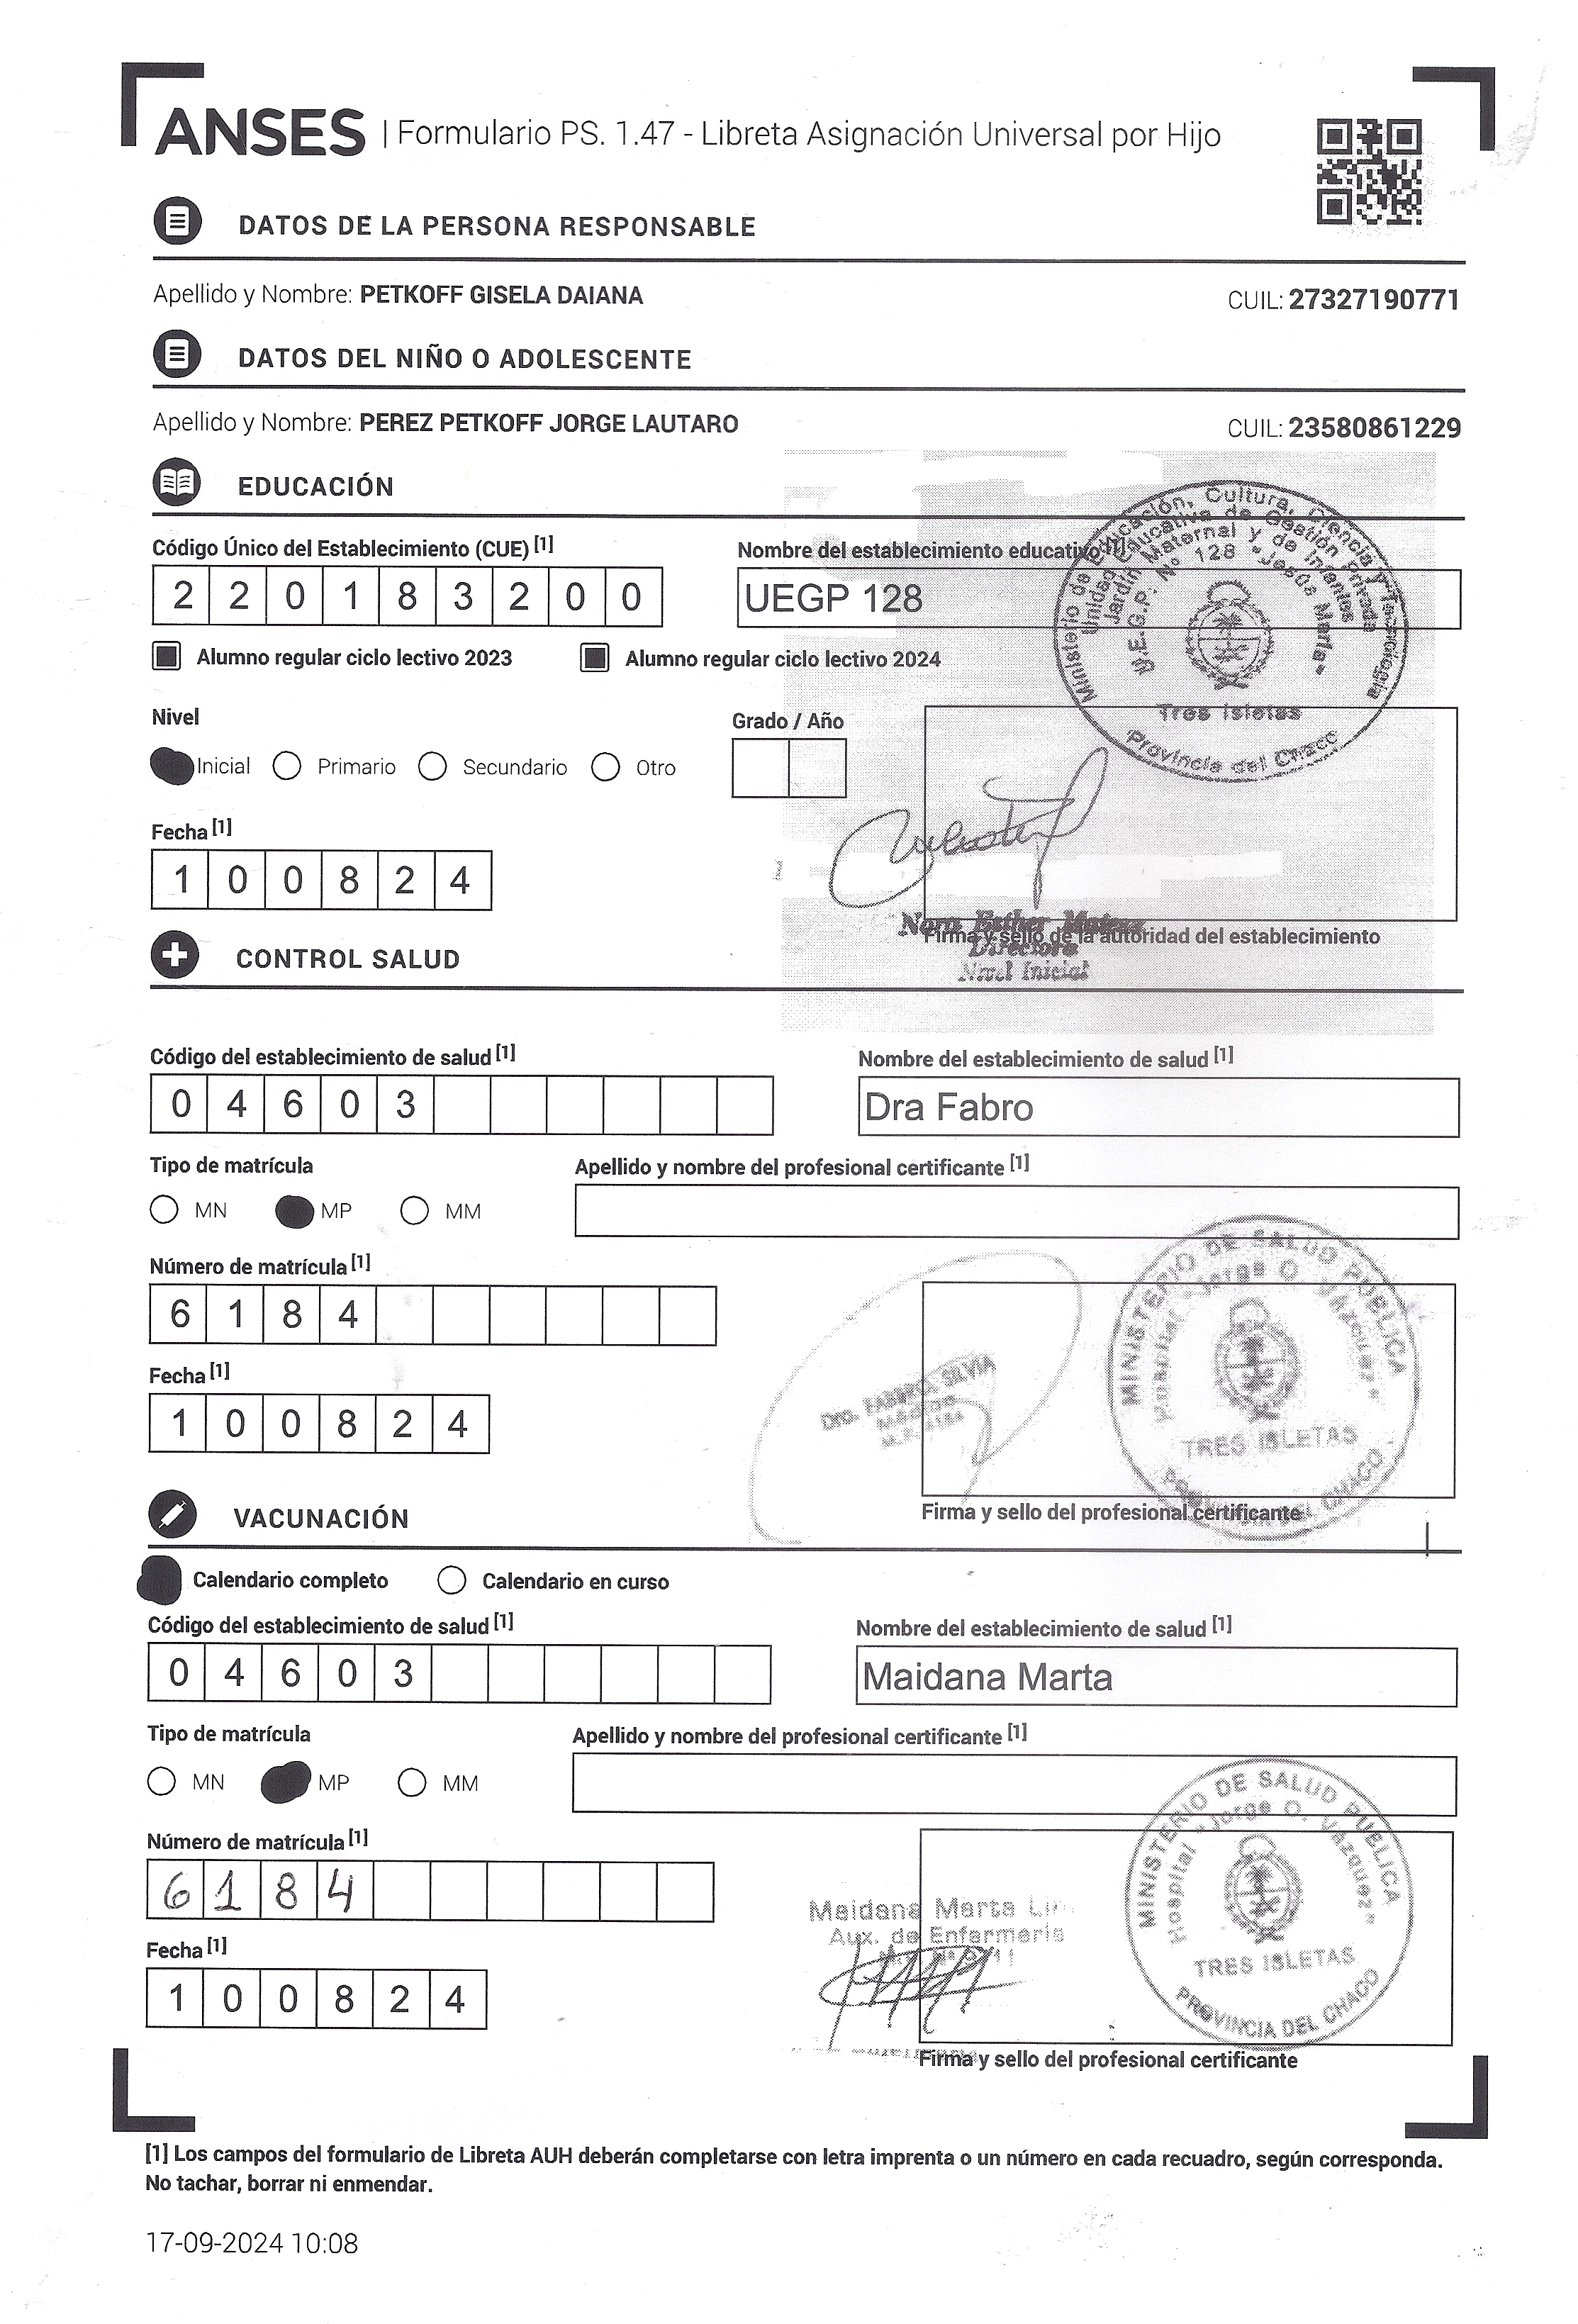 ANSES | Formulario PS. 1.47 - Libreta Asignación Universal por Hijo
DATOS DE LA PERSONA RESPONSABLE
Apellido y Nombre: PETKOFF GISELA DAIANA CUIL: 27327190771
DATOS DEL NIÑO O ADOLESCENTE
Apellido y Nombre: PEREZ PETKOFF JORGE LAUTARO CUIL: 23580861229
EDUCACIÓN
Código Único del Establecimiento (CUE) [1] Nombre del establecimiento educativo [1]
2 2 0 1 8 3 2 0 0 UEGP 128
Ministerio de Educación, Cultura, Ciencia y Tecnología
Unidad Educativa de Gestión Privada
Jardín Maternal y de Infantes
U.E.G.P. Nº 128 "Jesús María"
Tres Isletas
Provincia del Chaco
Alumno regular ciclo lectivo 2023 Alumno regular ciclo lectivo 2024
Nivel Grado / Año
Inicial Primario Secundario Otro
Fecha [1]
1 0 0 8 2 4
Nora Esther
Directora
Nivel Inicial
Firma y sello de la autoridad del establecimiento
CONTROL SALUD
Código del establecimiento de salud [1] Nombre del establecimiento de salud [1]
0 4 6 0 3 Dra Fabro
Tipo de matrícula Apellido y nombre del profesional certificante [1]
MN MP MM
Número de matrícula [1]
6 1 8 4
Fecha [1]
1 0 0 8 2 4
Dra. SILVIA
MINISTERIO DE SALUD PUBLICA
Hospital "Jorge O. Vázquez"
TRES ISLETAS
PROVINCIA DEL CHACO
Firma y sello del profesional certificante
VACUNACIÓN
Calendario completo Calendario en curso
Código del establecimiento de salud [1] Nombre del establecimiento de salud [1]
0 4 6 0 3 Maidana Marta
Tipo de matrícula Apellido y nombre del profesional certificante [1]
MN MP MM
Número de matrícula [1]
6 1 8 4
Fecha [1]
1 0 0 8 2 4
Maidana Marta
Aux. de Enfermería
MINISTERIO DE SALUD PUBLICA
Hospital "Jorge O. Vázquez"
TRES ISLETAS
PROVINCIA DEL CHACO
Firma y sello del profesional certificante
[1] Los campos del formulario de Libreta AUH deberán completarse con letra imprenta o un número en cada recuadro, según corresponda.
No tachar, borrar ni enmendar.
17-09-2024 10:08